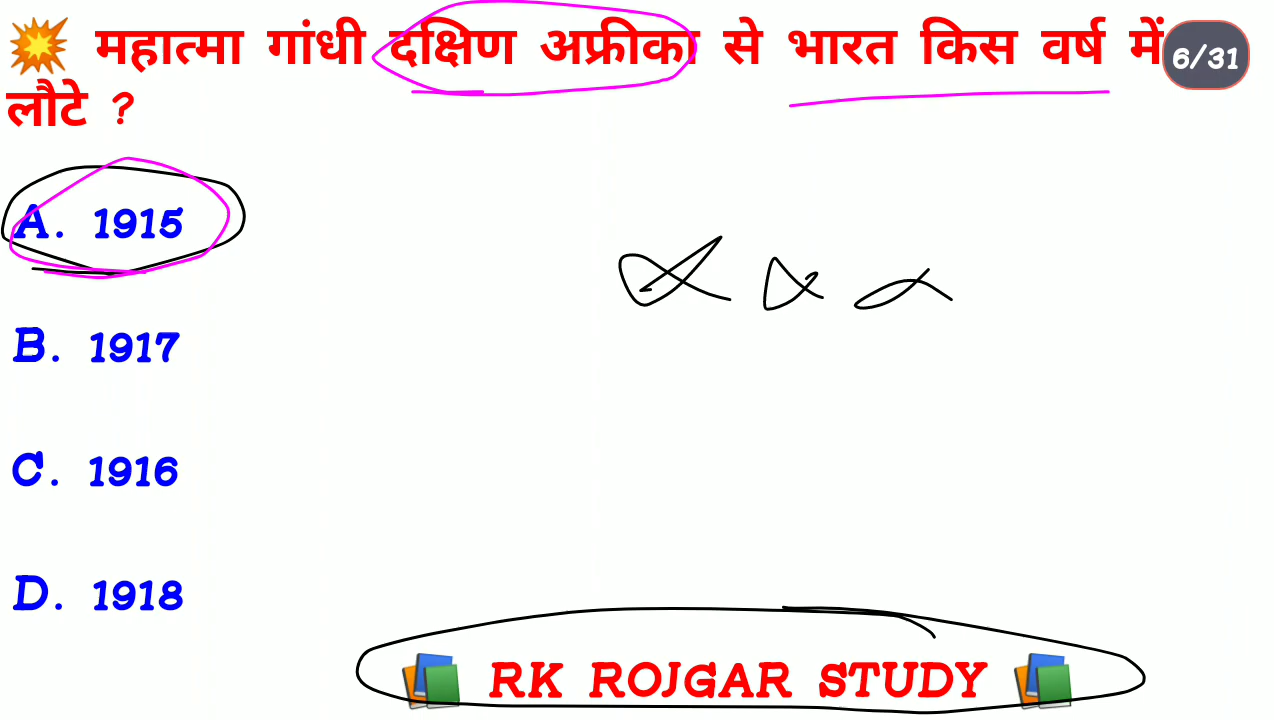 महात्मा गांधी दक्षिण अफ्रीका से भारत किस वर्ष में
6/31
लौटे ?
A. 1915
B. 1917
C. 1916
D. 1918
RK ROJGAR STUDY